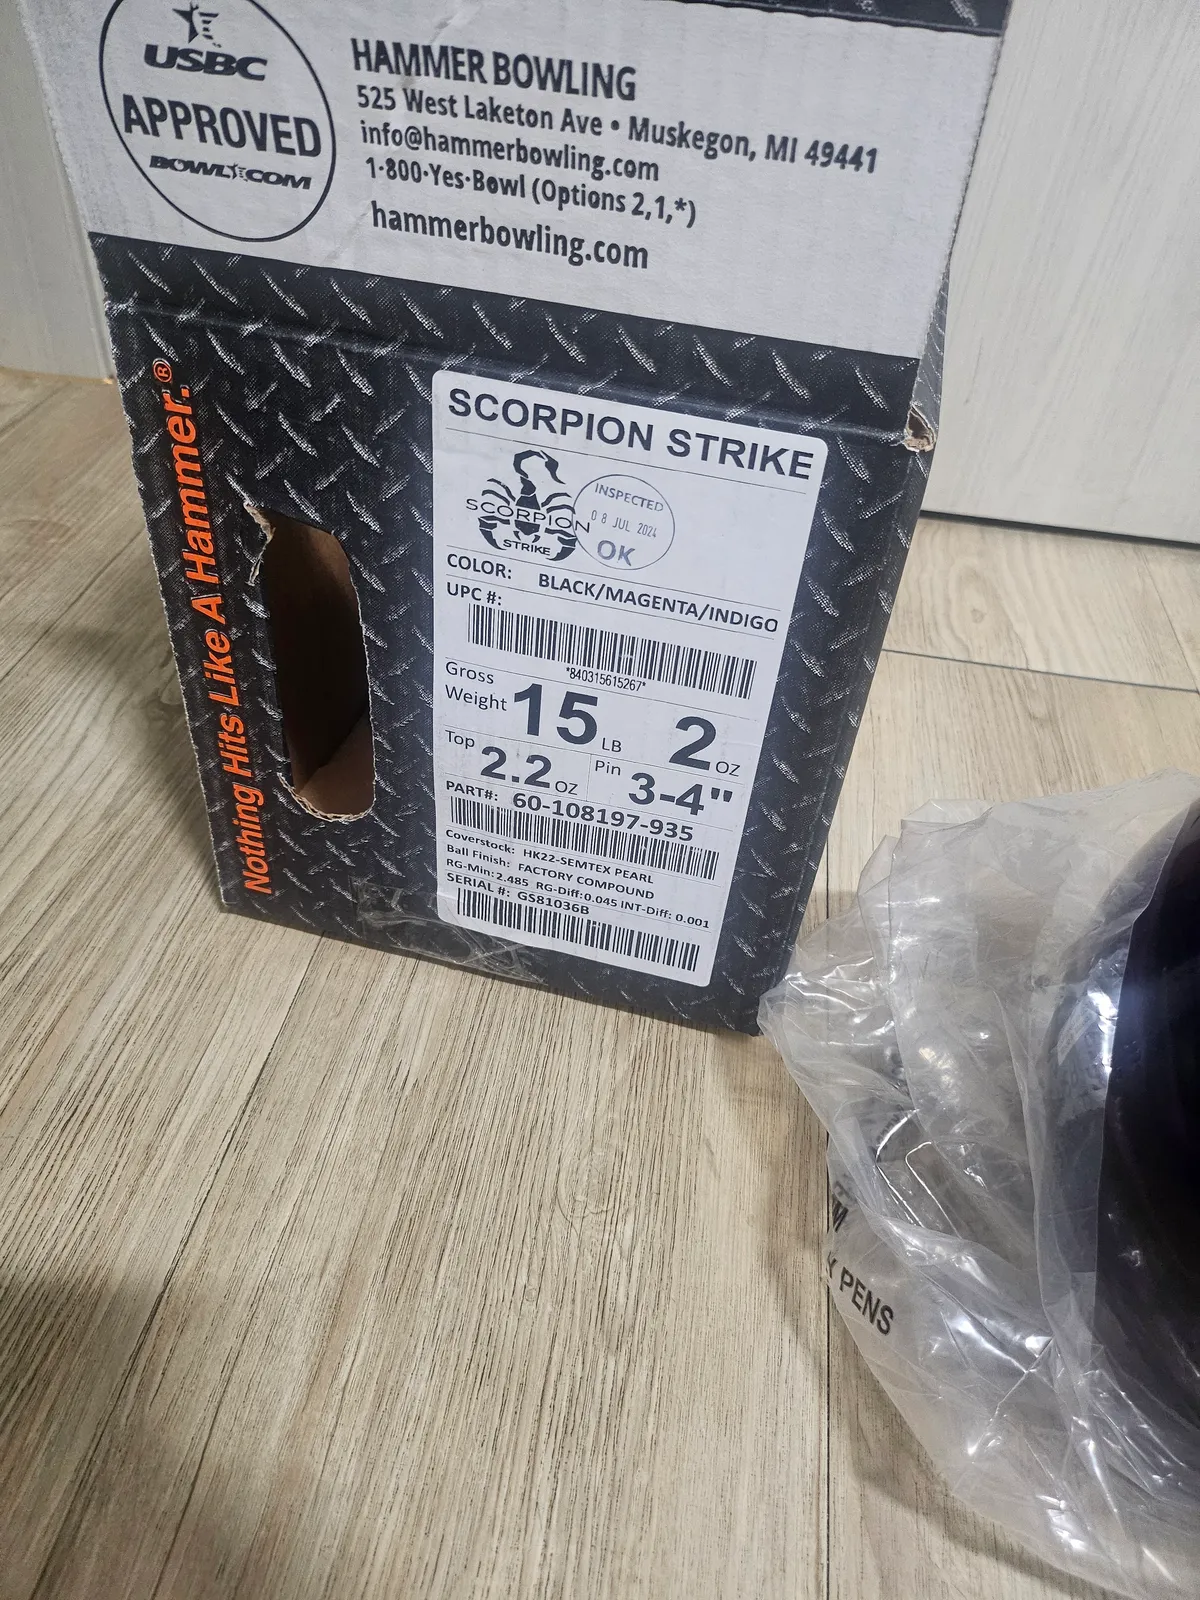 USBC
APPROVED
BOWL.COM
HAMMER BOWLING
525 West Laketon Ave • Muskegon, MI 49441
info@hammerbowling.com
1-800-Yes-Bowl (Options 2,1,*)
hammerbowling.com
Nothing Hits Like A Hammer.®
SCORPION STRIKE
SCORPION
STRIKE
INSPECTED
08 JUL 2024
OK
COLOR: BLACK/MAGENTA/INDIGO
UPC #:
*840315615267*
Gross Weight 15 LB 2 OZ
Top 2.2 OZ Pin 3-4"
PART#: 60-108197-935
Coverstock: HK22-SEMTEX PEARL
Ball Finish: FACTORY COMPOUND
RG-Min: 2.485 RG-Diff: 0.045 INT-Diff: 0.001
SERIAL #: GS81036B
PENS